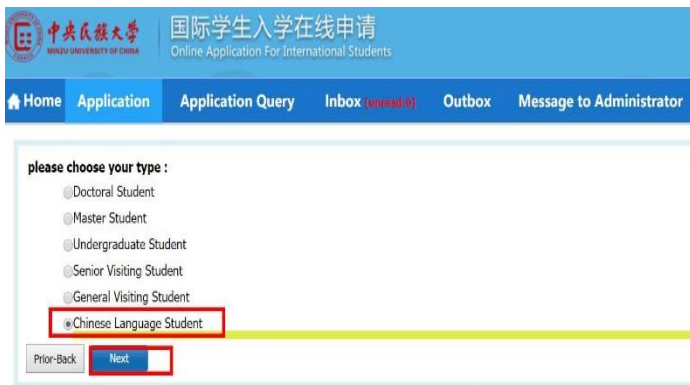 中央民族大学
MINZU UNIVERSITY OF CHINA
国际学生入学在线申请
Online Application For International Students
Home Application Application Query Inbox [unread:0] Outbox Message to Administrator
please choose your type :
Doctoral Student
Master Student
Undergraduate Student
Senior Visiting Student
General Visiting Student
Chinese Language Student
Prior-Back Next